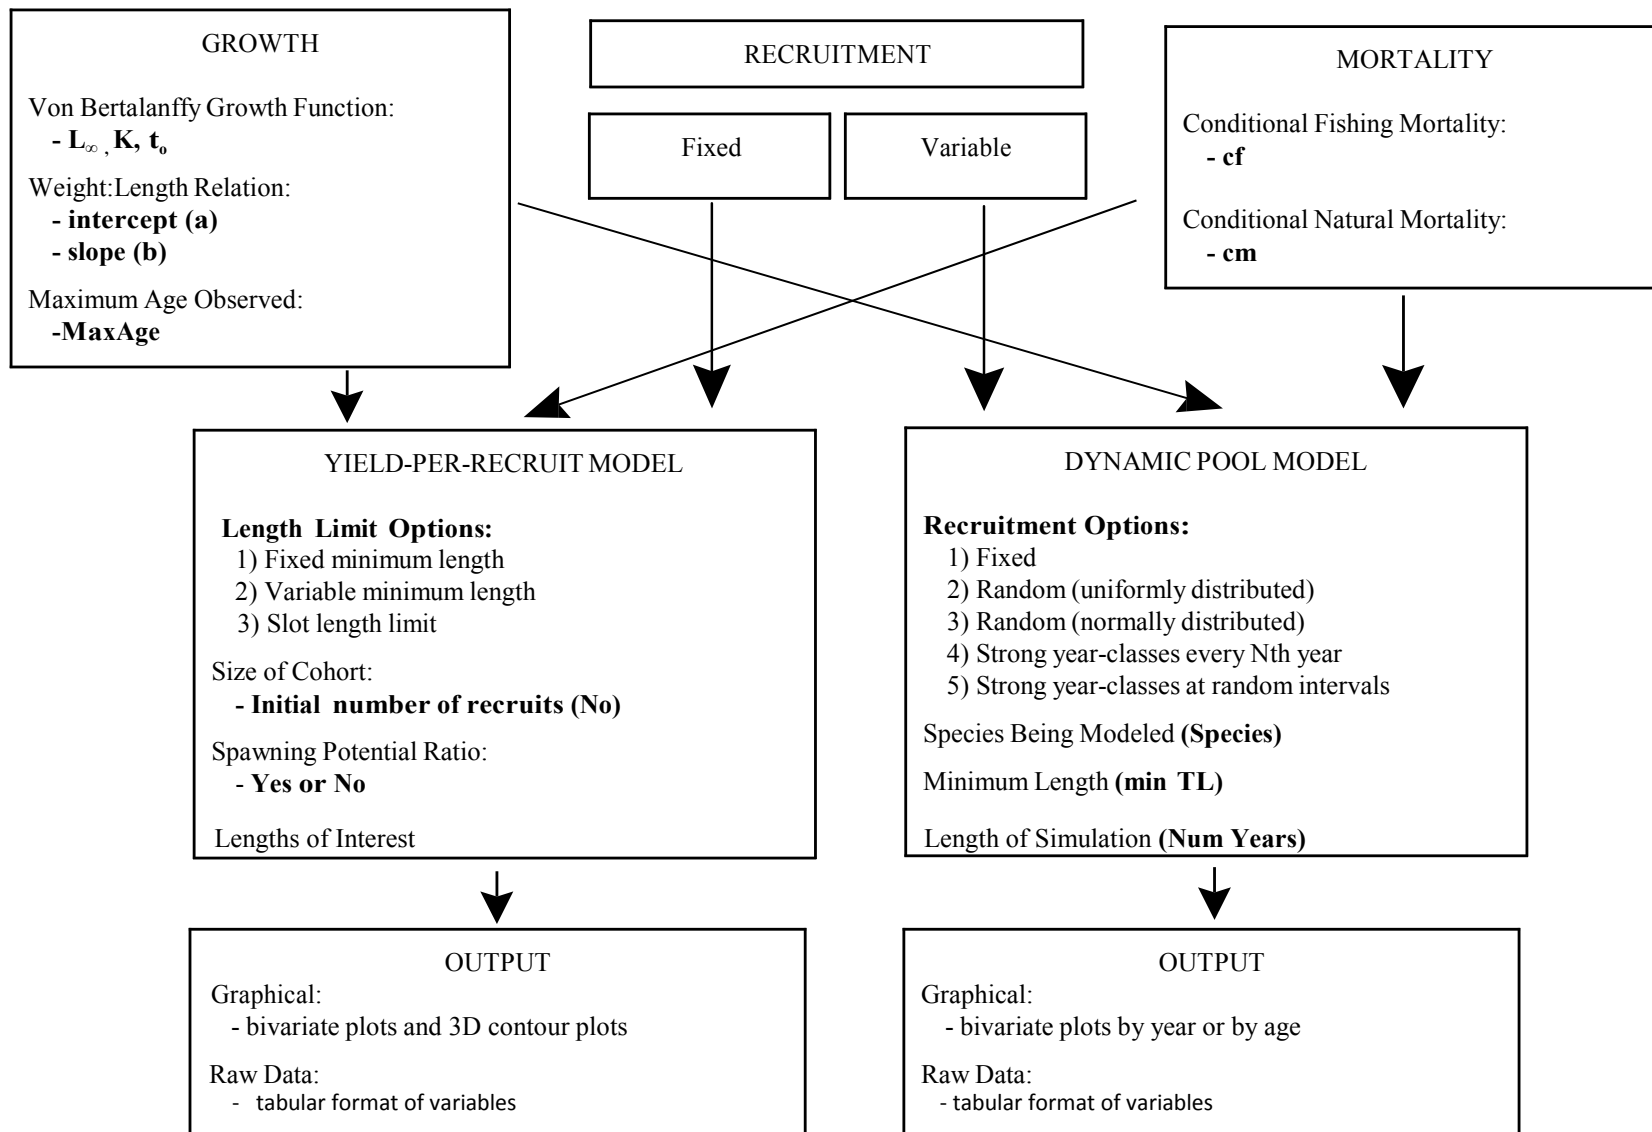 GROWTH
Von Bertalanffy Growth Function:
- L∞ , K, to
Weight:Length Relation:
- intercept (a)
- slope (b)
Maximum Age Observed:
-MaxAge
RECRUITMENT
Fixed
Variable
MORTALITY
Conditional Fishing Mortality:
- cf
Conditional Natural Mortality:
- cm
YIELD-PER-RECRUIT MODEL
Length Limit Options:
1) Fixed minimum length
2) Variable minimum length
3) Slot length limit
Size of Cohort:
- Initial number of recruits (No)
Spawning Potential Ratio:
- Yes or No
Lengths of Interest
DYNAMIC POOL MODEL
Recruitment Options:
1) Fixed
2) Random (uniformly distributed)
3) Random (normally distributed)
4) Strong year-classes every Nth year
5) Strong year-classes at random intervals
Species Being Modeled (Species)
Minimum Length (min TL)
Length of Simulation (Num Years)
OUTPUT
Graphical:
- bivariate plots and 3D contour plots
Raw Data:
- tabular format of variables
OUTPUT
Graphical:
- bivariate plots by year or by age
Raw Data:
- tabular format of variables